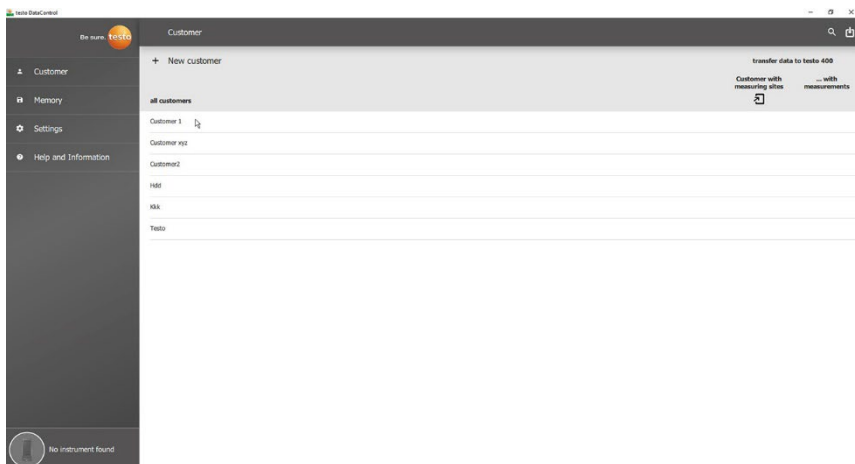 testo DataControl
Be sure. testo
Customer
Customer
Memory
Settings
Help and Information
No instrument found
+ New customer
transfer data to testo 400
Customer with
measuring sites
... with
measurements
all customers
Customer 1
Customer xyz
Customer2
Hdd
Kkk
Testo